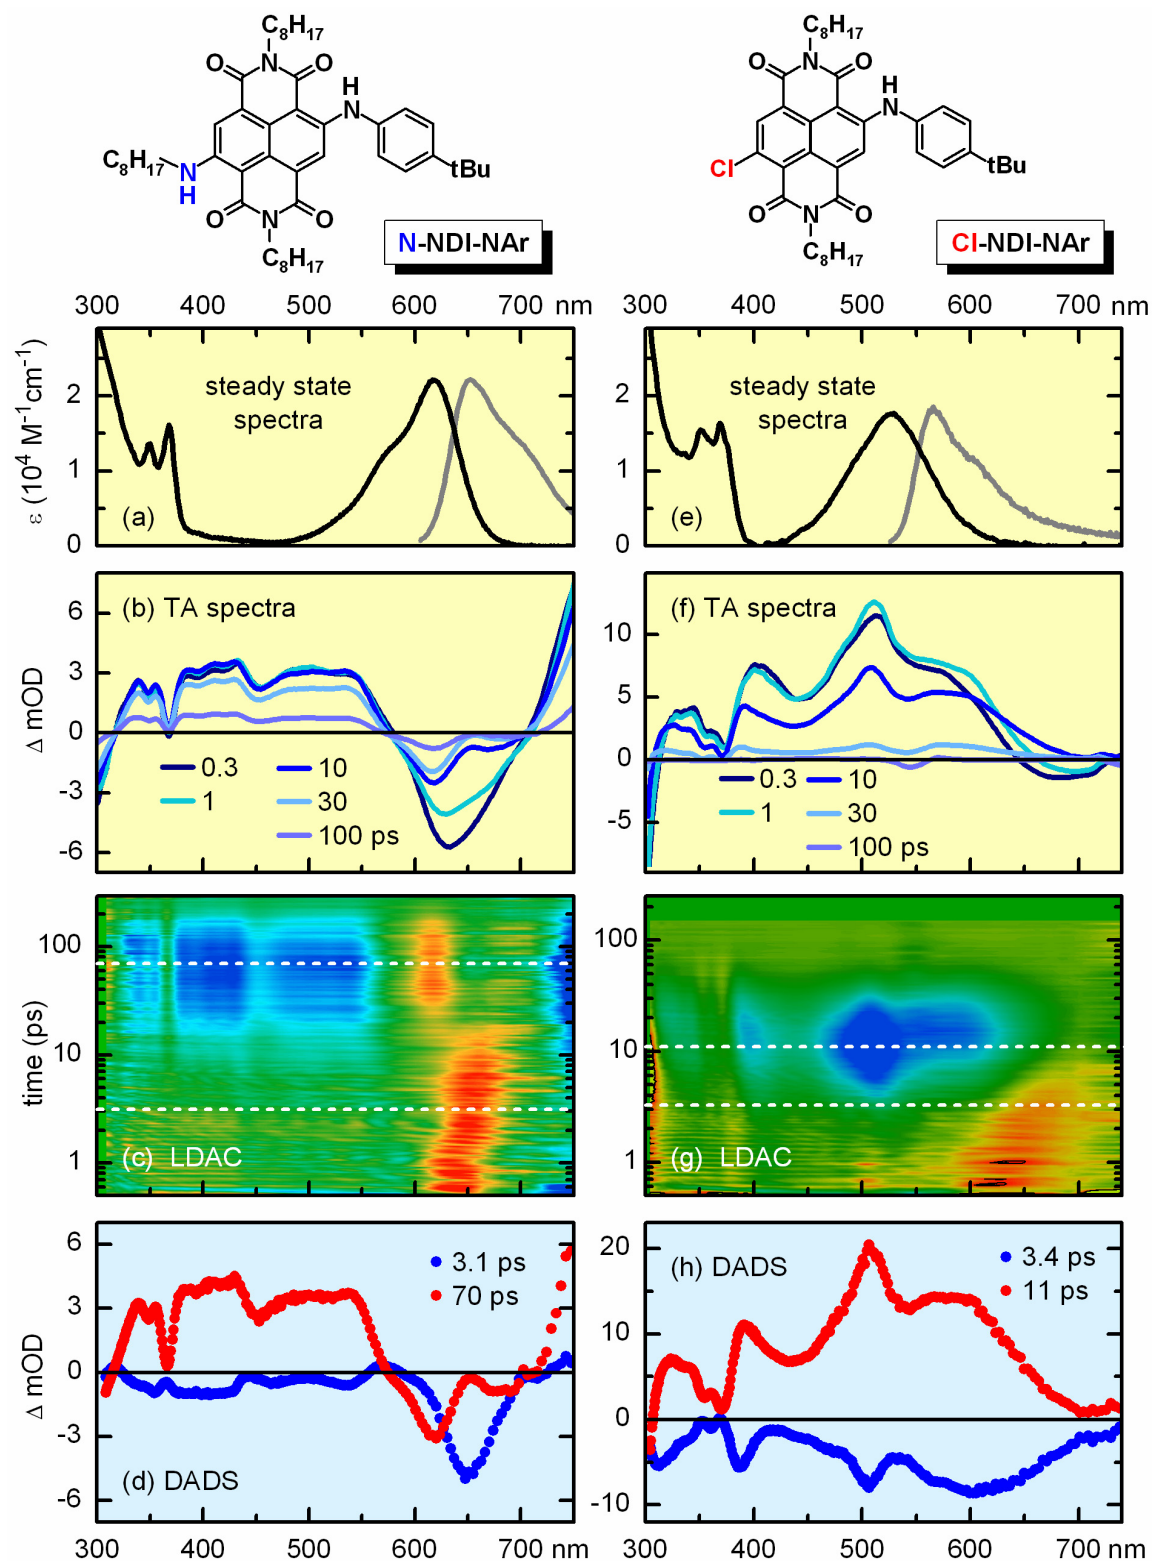 C8H17
C8H17
O N O
O N O
H
N
H
N
C8H17
N
H
tBu
Cl
tBu
O N O
O N O
C8H17
N-NDI-NAr
C8H17
Cl-NDI-NAr
300 400 500 600 700 nm
300 400 500 600 700 nm
ε (10⁴ M⁻¹cm⁻¹)
2
1
0
steady state
spectra
(a)
2
1
0
steady state
spectra
(e)
Δ mOD
6
3
0
-3
-6
(b) TA spectra
0.3
1
10
30
100 ps
10
5
0
-5
(f) TA spectra
0.3
1
10
30
100 ps
time (ps)
100
10
1
(c) LDAC
100
10
1
(g) LDAC
Δ mOD
6
3
0
-3
-6
3.1 ps
70 ps
(d) DADS
20
10
0
-10
(h) DADS
3.4 ps
11 ps
300 400 500 600 nm
300 400 500 600 700 nm